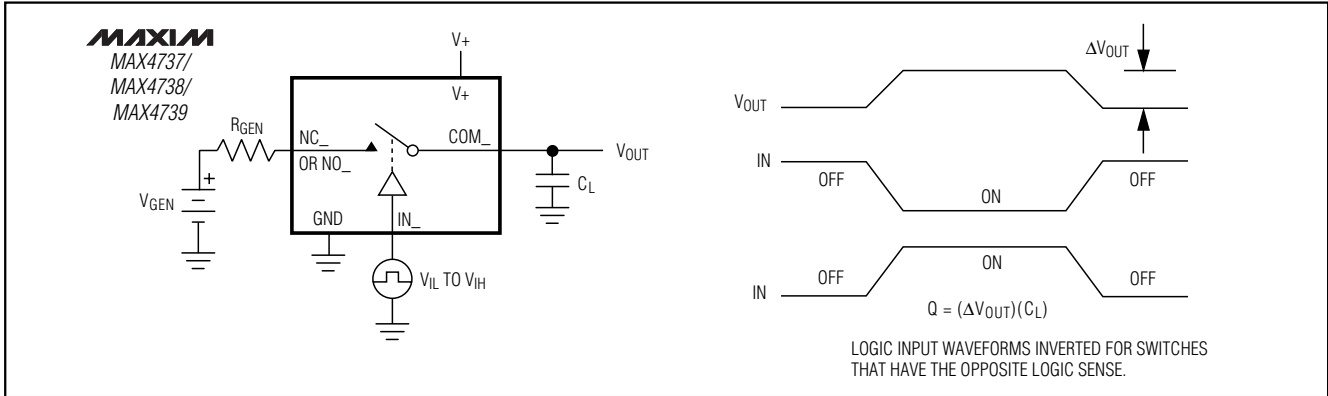 MAXIM
MAX4737/
MAX4738/
MAX4739
V+
V+
RGEN
NC_
OR NO_
COM_
VOUT
CL
VGEN
+
GND
IN_
VIL TO VIH
ΔVOUT
VOUT
IN
OFF
ON
OFF
IN
OFF
ON
OFF
Q = (ΔVOUT)(CL)
LOGIC INPUT WAVEFORMS INVERTED FOR SWITCHES
THAT HAVE THE OPPOSITE LOGIC SENSE.